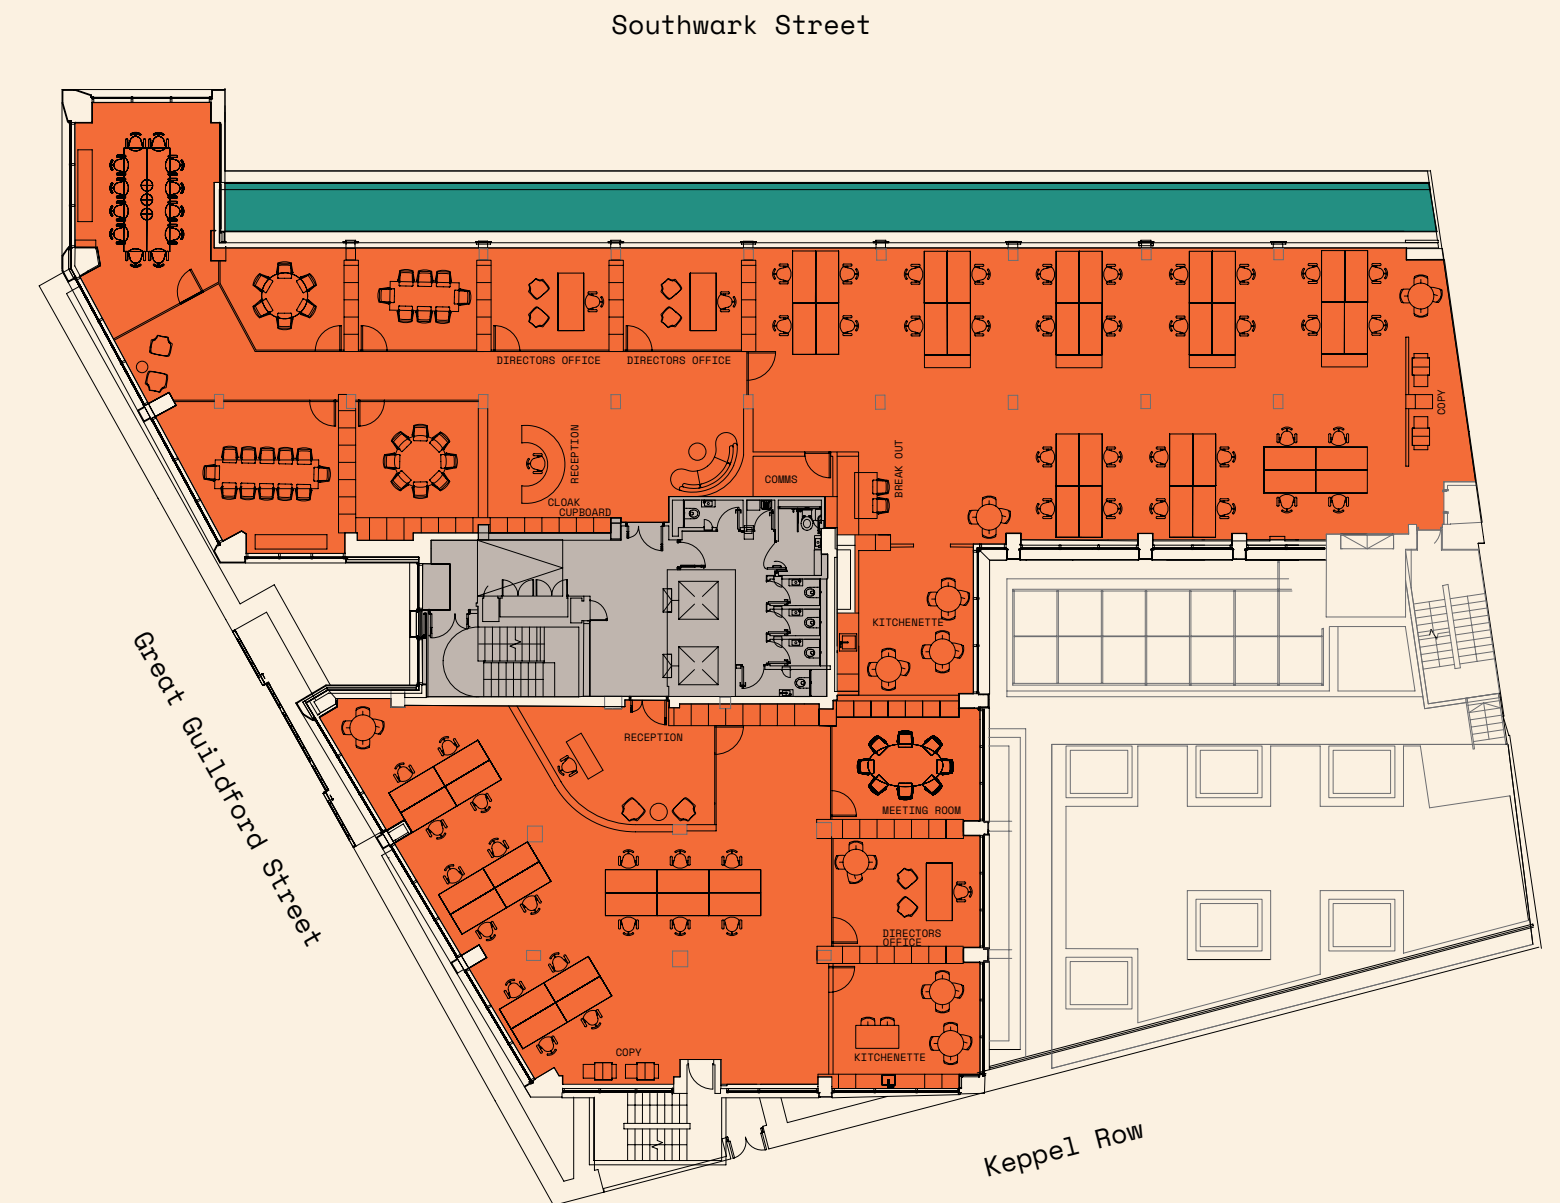 Southwark Street
DIRECTORS OFFICE
DIRECTORS OFFICE
COPY
RECEPTION
BREAK OUT
COMMS
CLOAK
CUPBOARD
KITCHENETTE
Great Guildford Street
RECEPTION
MEETING ROOM
DIRECTORS
OFFICE
COPY
KITCHENETTE
Keppel Row